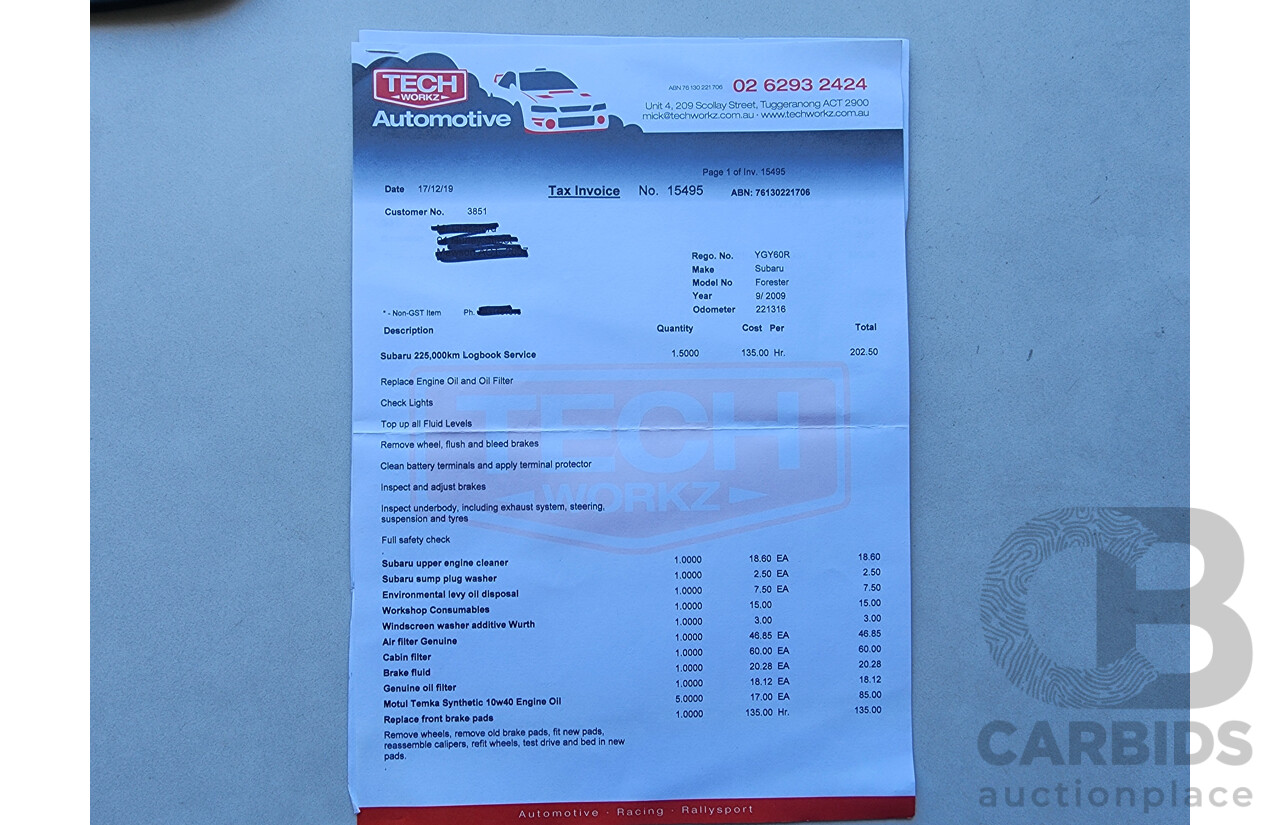 TECH
WORKZ
Automotive
ABN 76 130 221 706 02 6293 2424
Unit 4, 209 Scollay Street, Tuggeranong ACT 2900
mick@techworkz.com.au · www.techworkz.com.au
Page 1 of Inv. 15495
Date 17/12/19 Tax Invoice No. 15495 ABN: 76130221706
Customer No. 3851
Rego. No. YGY60R
Make Subaru
Model No Forester
Year 9/ 2009
Odometer 221316
* - Non-GST Item Ph.
Description Quantity Cost Per Total
Subaru 225,000km Logbook Service 1.5000 135.00 Hr. 202.50
Replace Engine Oil and Oil Filter
Check Lights
Top up all Fluid Levels
Remove wheel, flush and bleed brakes
Clean battery terminals and apply terminal protector
Inspect and adjust brakes
Inspect underbody, including exhaust system, steering,
suspension and tyres
Full safety check
.
Subaru upper engine cleaner 1.0000 18.60 EA 18.60
Subaru sump plug washer 1.0000 2.50 EA 2.50
Environmental levy oil disposal 1.0000 7.50 EA 7.50
Workshop Consumables 1.0000 15.00 15.00
Windscreen washer additive Wurth 1.0000 3.00 3.00
Air filter Genuine 1.0000 46.85 EA 46.85
Cabin filter 1.0000 60.00 EA 60.00
Brake fluid 1.0000 20.28 EA 20.28
Genuine oil filter 1.0000 18.12 EA 18.12
Motul Temka Synthetic 10w40 Engine Oil 5.0000 17.00 EA 85.00
Replace front brake pads 1.0000 135.00 Hr. 135.00
Remove wheels, remove old brake pads, fit new pads,
reassemble calipers, refit wheels, test drive and bed in new
pads.
.
TECH
WORKZ
Automotive · Racing · Rallysport
CB
CARBIDS
auctionplace